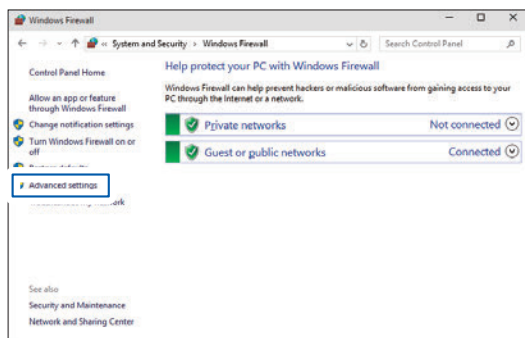 Windows Firewall
« System and Security › Windows Firewall
Search Control Panel
Control Panel Home
Allow an app or feature
through Windows Firewall
Change notification settings
Turn Windows Firewall on or
off
Advanced settings
See also
Security and Maintenance
Network and Sharing Center
Help protect your PC with Windows Firewall
Windows Firewall can help prevent hackers or malicious software from gaining access to your
PC through the Internet or a network.
Private networks Not connected
Guest or public networks Connected